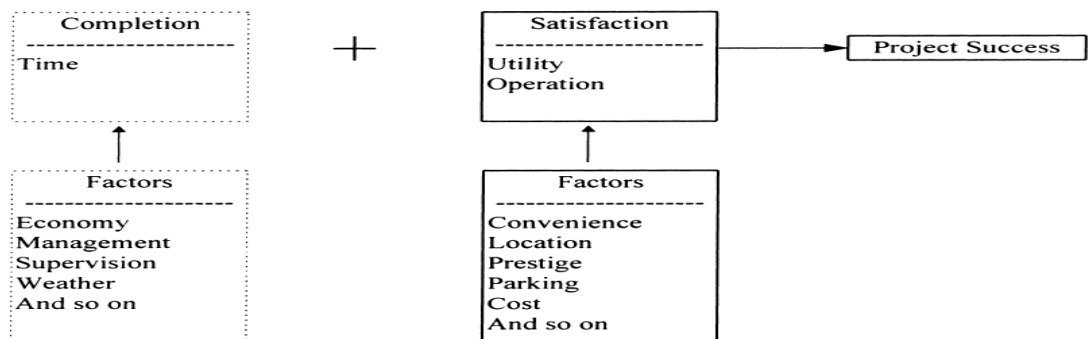 Completion
Time
+
Satisfaction
Utility
Operation
Project Success
Factors
Economy
Management
Supervision
Weather
And so on
Factors
Convenience
Location
Prestige
Parking
Cost
And so on